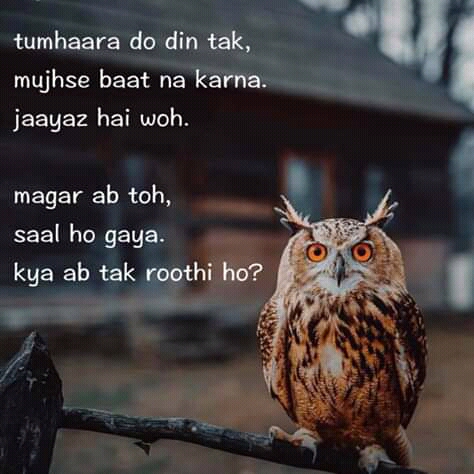 tumhaara do din tak,
mujhse baat na karna.
jaayaz hai woh.
magar ab toh,
saal ho gaya.
kya ab tak roothi ho?